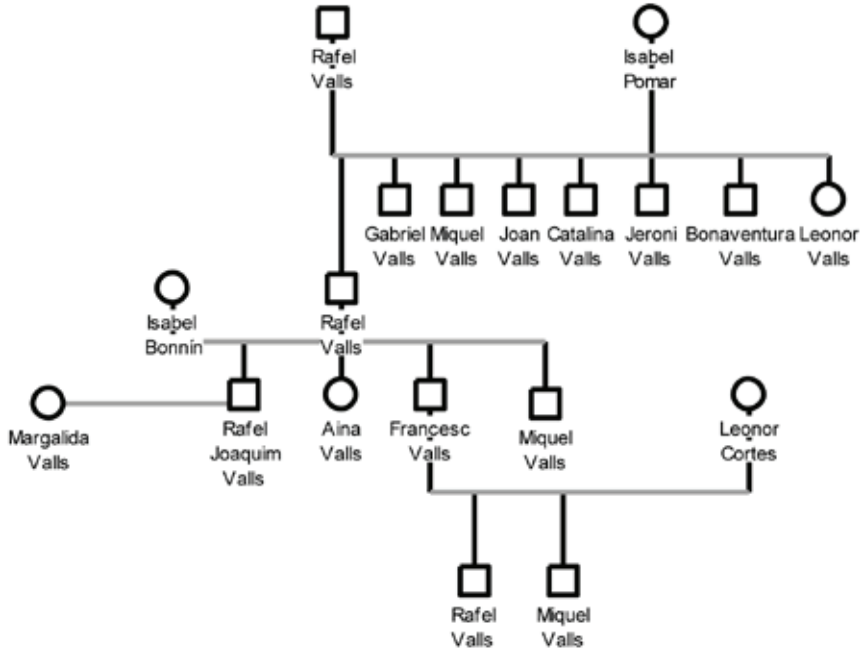 Rafel
Valls
Isabel
Pomar
Gabriel
Valls
Miquel
Valls
Joan
Valls
Catalina
Valls
Jeroni
Valls
Bonaventura
Valls
Leonor
Valls
Isabel
Bonnín
Rafel
Valls
Margalida
Valls
Rafel
Joaquim
Valls
Aina
Valls
Francesc
Valls
Miquel
Valls
Leonor
Cortes
Rafel
Valls
Miquel
Valls